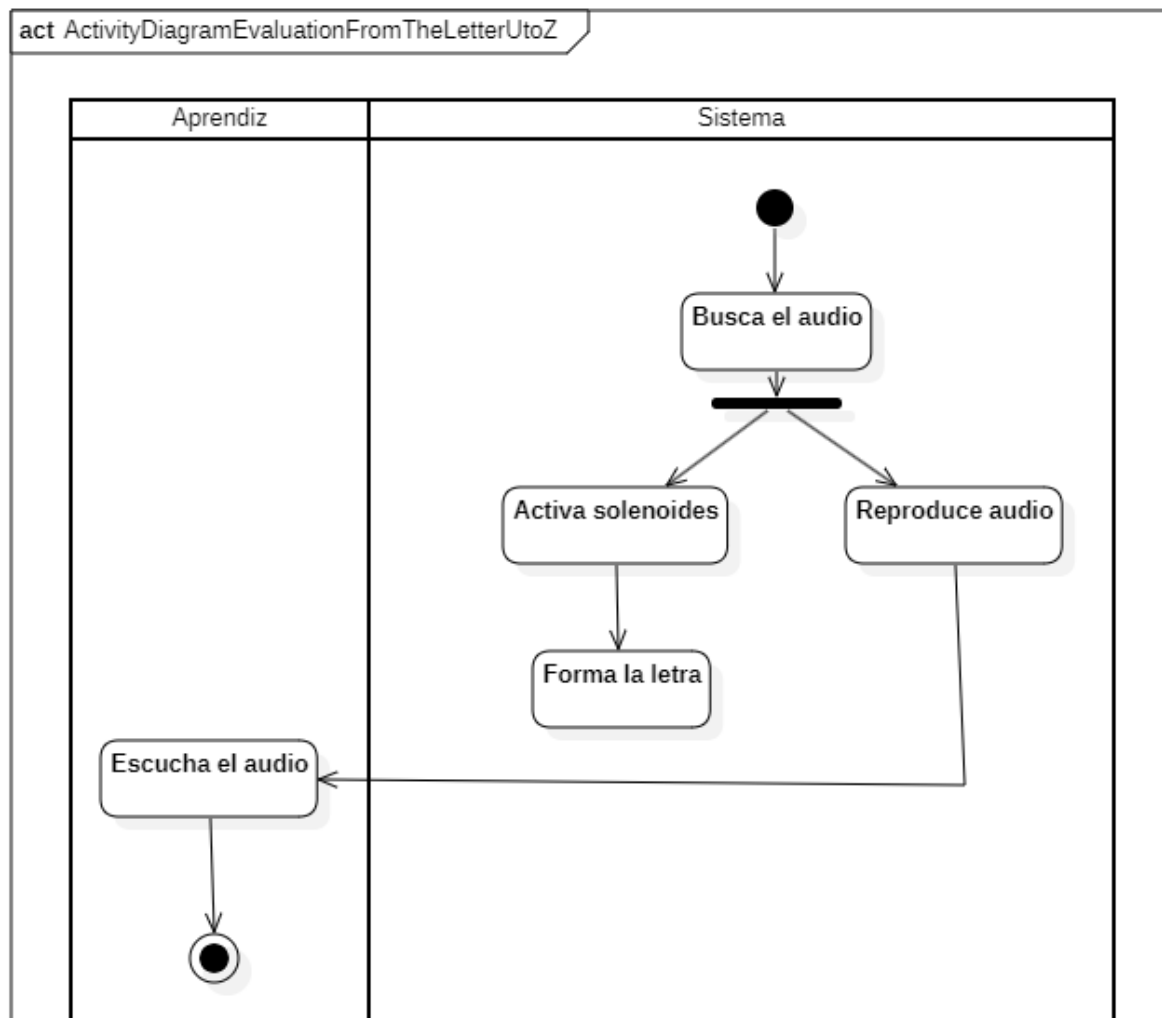 act ActivityDiagramEvaluationFromTheLetterUtoZ
Aprendiz
Sistema
Busca el audio
Activa solenoides
Reproduce audio
Forma la letra
Escucha el audio